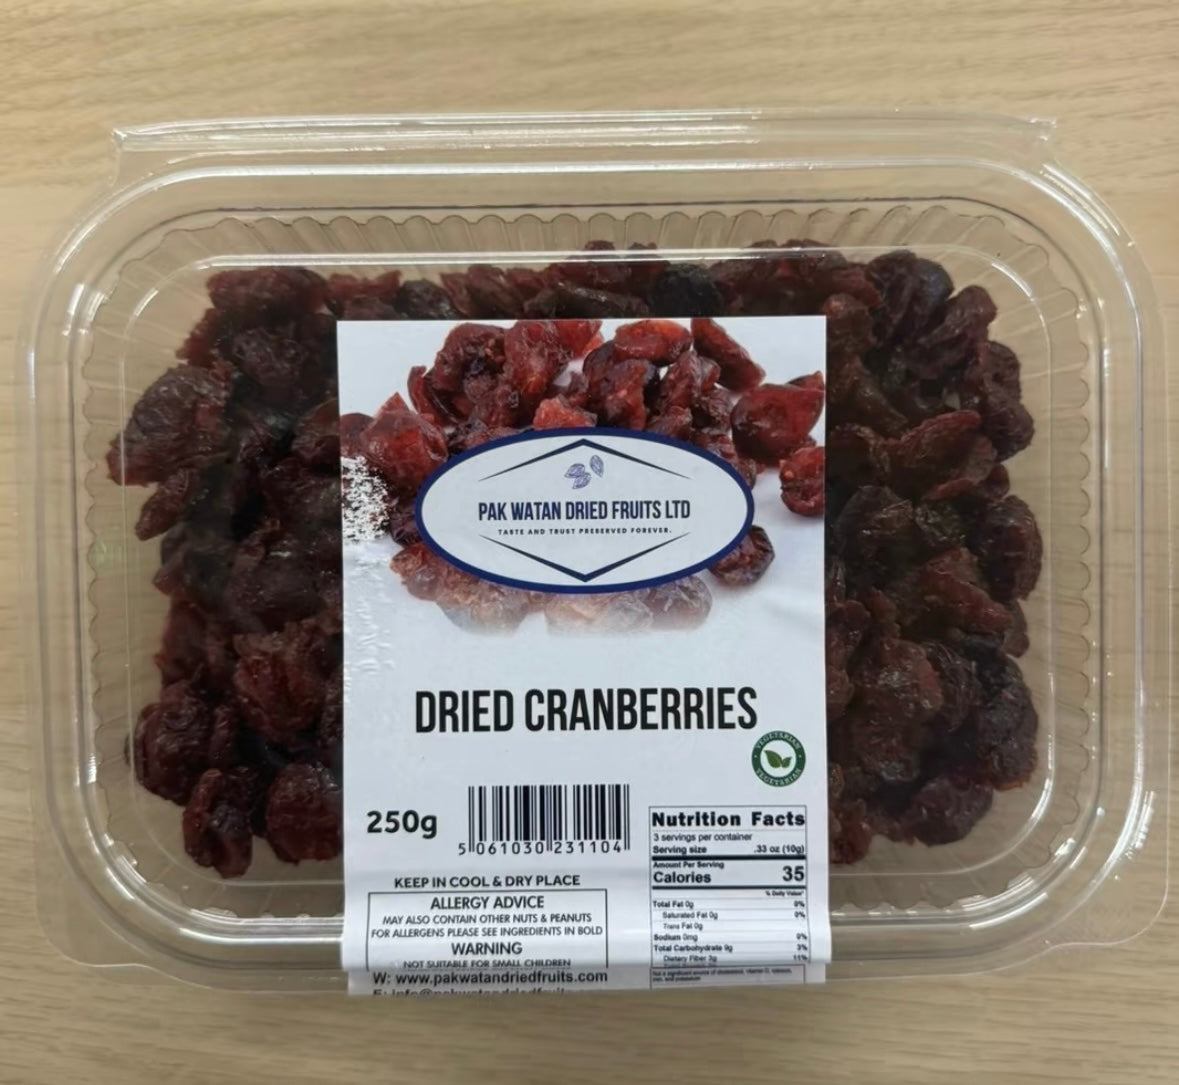 PAK WATAN DRIED FRUITS LTD
TASTE AND TRUST PRESERVED FOREVER.
DRIED CRANBERRIES
VEGETARIAN
VEGETARIAN
250g
5 061030 231104
KEEP IN COOL & DRY PLACE
ALLERGY ADVICE
MAY ALSO CONTAIN OTHER NUTS & PEANUTS
FOR ALLERGENS PLEASE SEE INGREDIENTS IN BOLD
WARNING
NOT SUITABLE FOR SMALL CHILDREN
W: www.pakwatandriedfruits.com
Nutrition Facts
3 servings per container
Serving size .33 oz (10g)
Amount Per Serving
Calories 35
% Daily Value*
Total Fat 0g 0%
Saturated Fat 0g 0%
Trans Fat 0g
Sodium 0mg 0%
Total Carbohydrate 9g 3%
Dietary Fiber 3g 11%